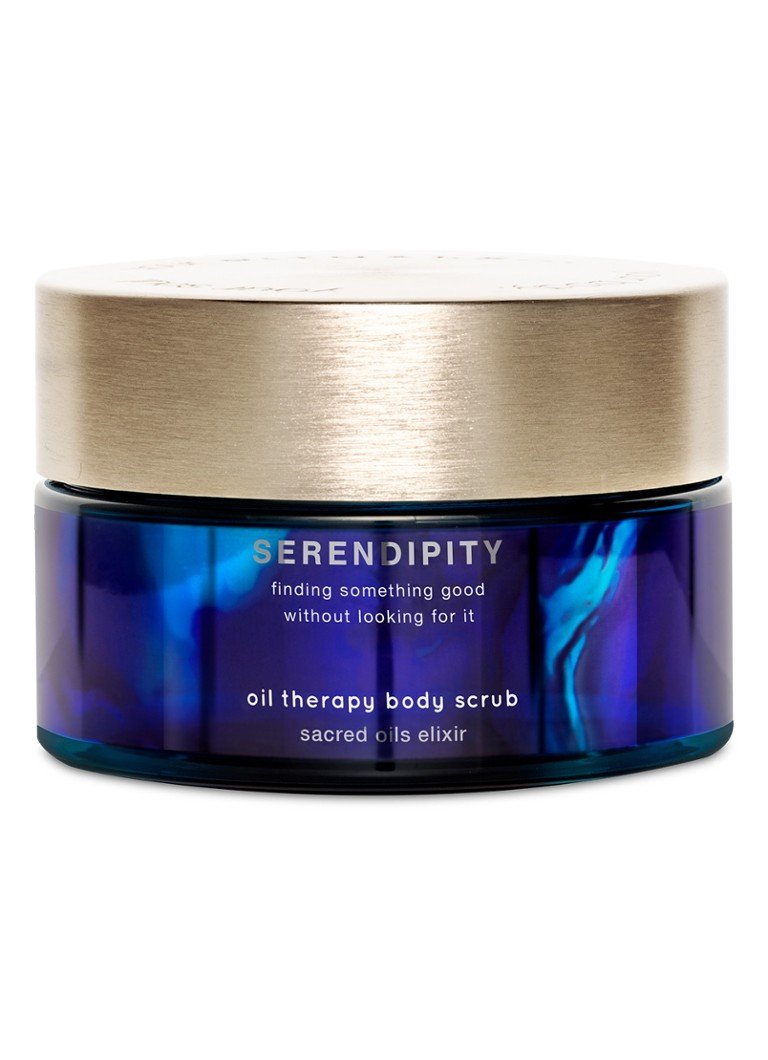 SERENDIPITY
finding something good
without looking for it
oil therapy body scrub
sacred oils elixir